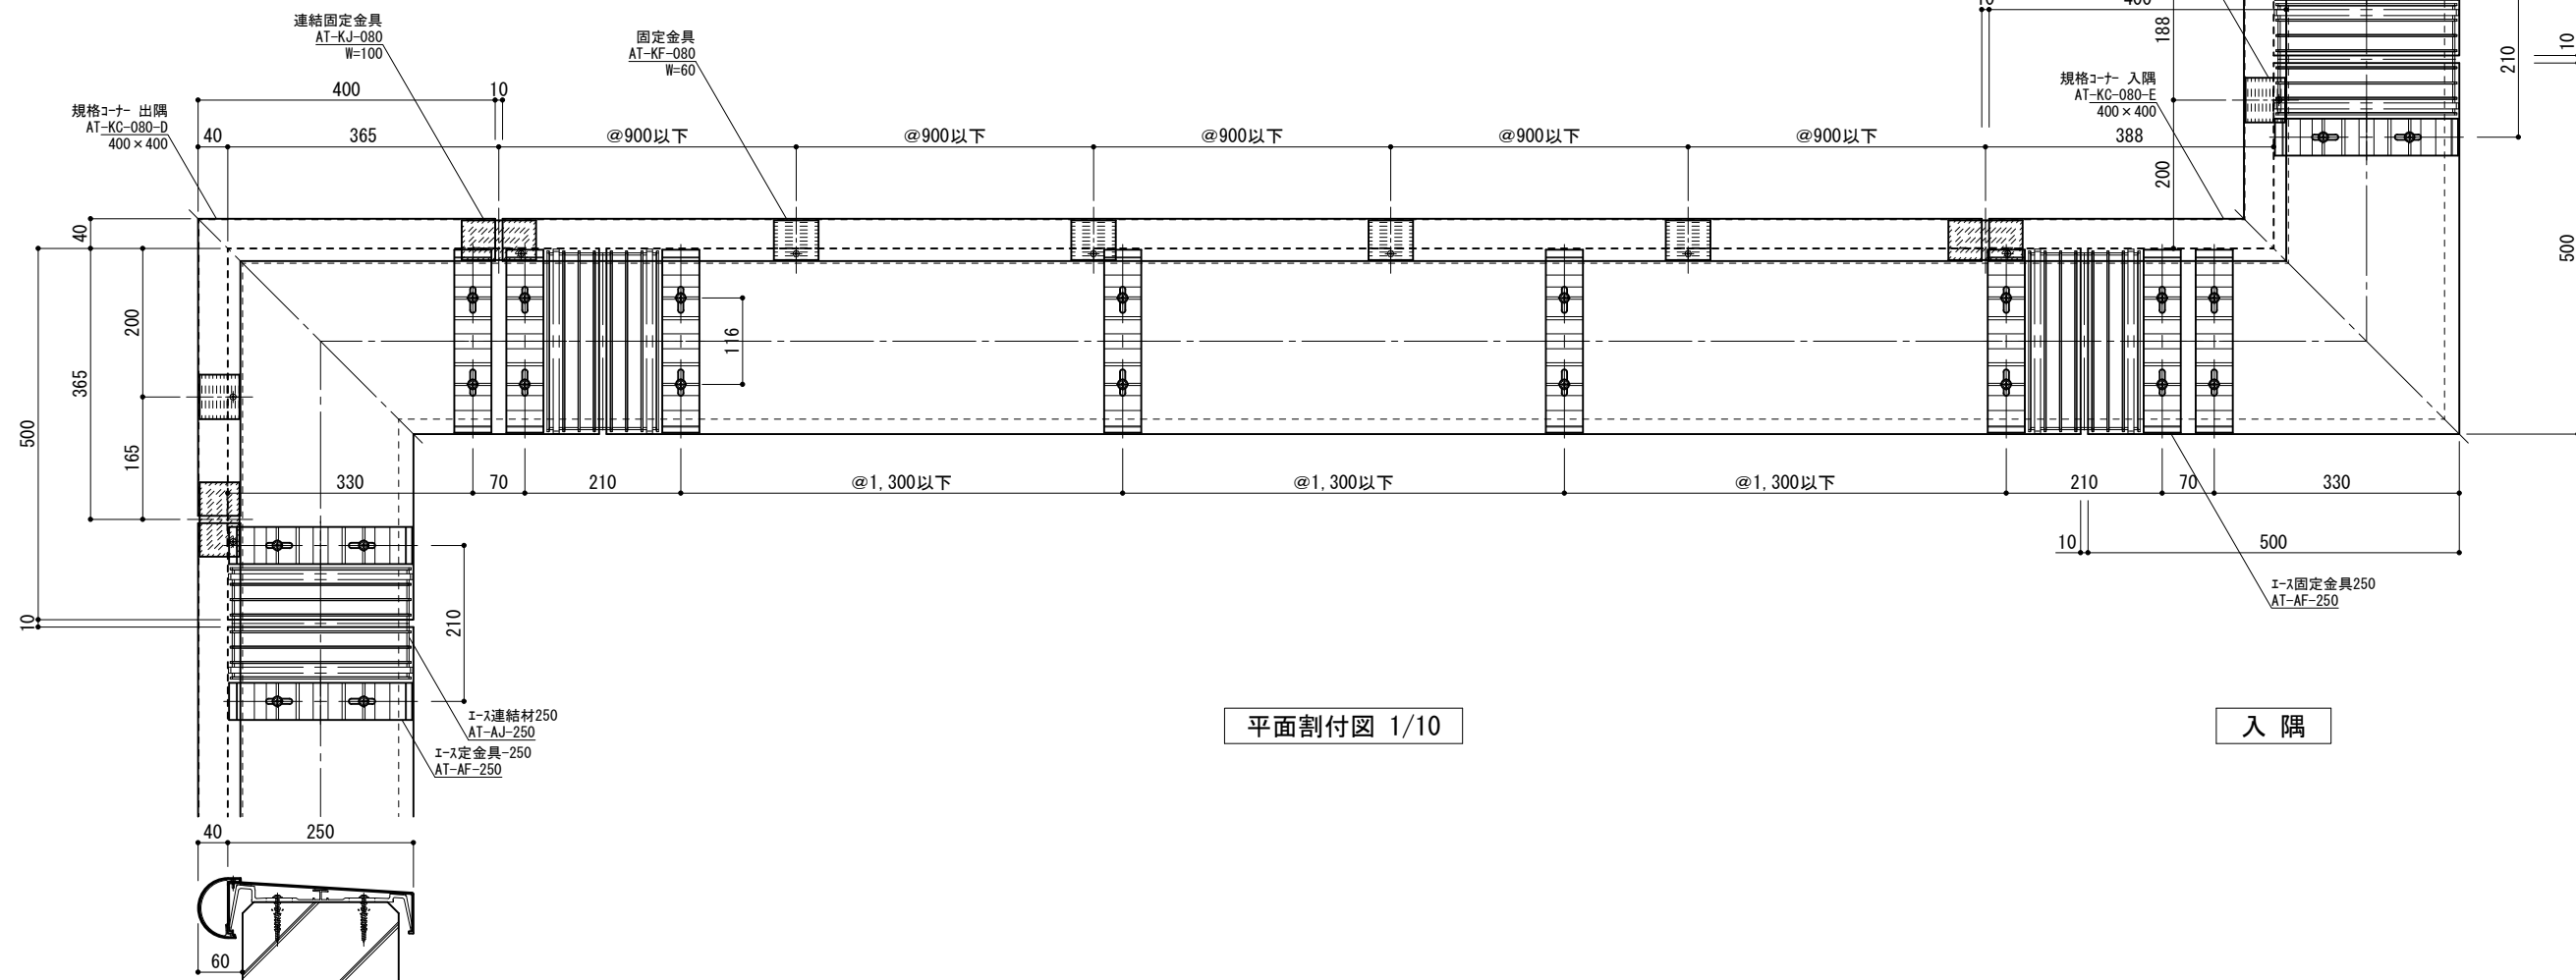 連結固定金具
AT-KJ-080
W=100
固定金具
AT-KF-080
W=60
規格ｺｰﾅｰ 出隅
AT-KC-080-D
400×400
規格ｺｰﾅｰ 入隅
AT-KC-080-E
400×400
400
10
40
365
@900以下
@900以下
@900以下
@900以下
@900以下
388
400
188
200
210
10
500
40
200
365
165
500
10
116
330
70
210
@1,300以下
@1,300以下
@1,300以下
210
70
330
10
500
210
ｴｰｽ固定金具250
AT-AF-250
ｴｰｽ連結材250
AT-AJ-250
ｴｰｽ定金具-250
AT-AF-250
平面割付図 1/10
入 隅
40
250
60